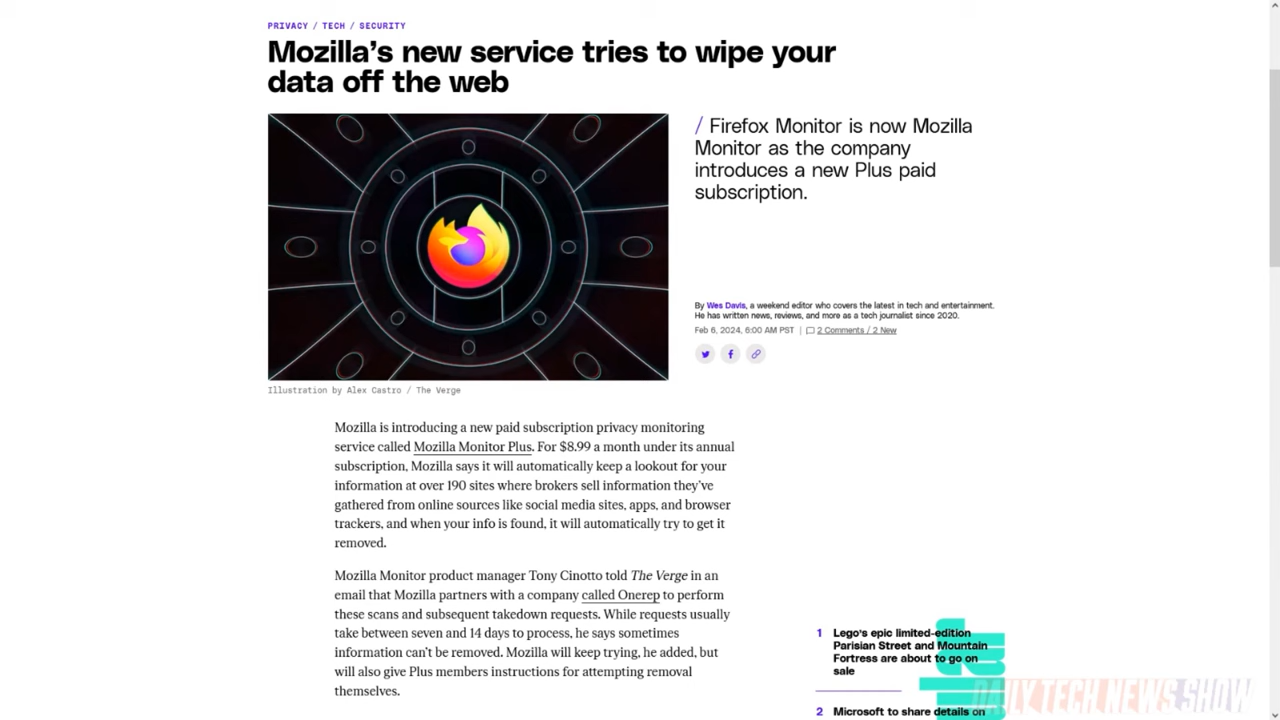 PRIVACY / TECH / SECURITY
Mozilla's new service tries to wipe your
data off the web
/ Firefox Monitor is now Mozilla
Monitor as the company
introduces a new Plus paid
subscription.
By Wes Davis, a weekend editor who covers the latest in tech and entertainment.
He has written news, reviews, and more as a tech journalist since 2020.
Feb 6, 2024, 6:00 AM PST | 2 Comments / 2 New
Illustration by Alex Castro / The Verge
Mozilla is introducing a new paid subscription privacy monitoring
service called Mozilla Monitor Plus. For $8.99 a month under its annual
subscription, Mozilla says it will automatically keep a lookout for your
information at over 190 sites where brokers sell information they've
gathered from online sources like social media sites, apps, and browser
trackers, and when your info is found, it will automatically try to get it
removed.
Mozilla Monitor product manager Tony Cinotto told The Verge in an
email that Mozilla partners with a company called Onerep to perform
these scans and subsequent takedown requests. While requests usually
take between seven and 14 days to process, he says sometimes
information can't be removed. Mozilla will keep trying, he added, but
will also give Plus members instructions for attempting removal
themselves.
1 Lego's epic limited-edition
Parisian Street and Mountain
Fortress are about to go on
sale
2 Microsoft to share details on
DAILY TECH NEWS SHOW